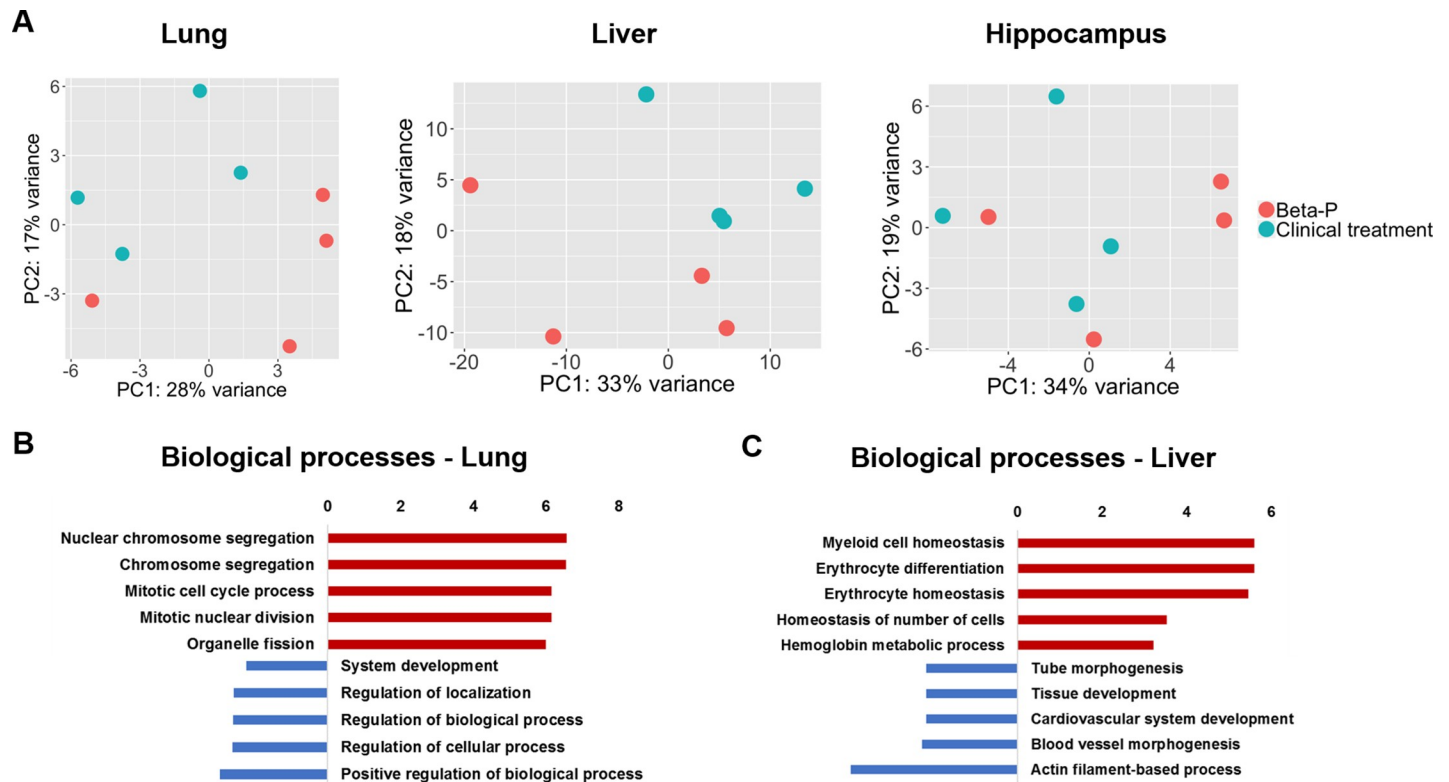 A
Lung
Liver
Hippocampus
6
3
0
-3
PC2: 17% variance
-6 -3 0 3
PC1: 28% variance
10
5
0
-5
-10
PC2: 18% variance
-20 -10 0 10
PC1: 33% variance
6
3
0
-3
-6
PC2: 19% variance
-4 0 4
PC1: 34% variance
Beta-P
Clinical treatment
B
Biological processes - Lung
0 2 4 6 8
Nuclear chromosome segregation
Chromosome segregation
Mitotic cell cycle process
Mitotic nuclear division
Organelle fission
System development
Regulation of localization
Regulation of biological process
Regulation of cellular process
Positive regulation of biological process
C
Biological processes - Liver
0 2 4 6
Myeloid cell homeostasis
Erythrocyte differentiation
Erythrocyte homeostasis
Homeostasis of number of cells
Hemoglobin metabolic process
Tube morphogenesis
Tissue development
Cardiovascular system development
Blood vessel morphogenesis
Actin filament-based process